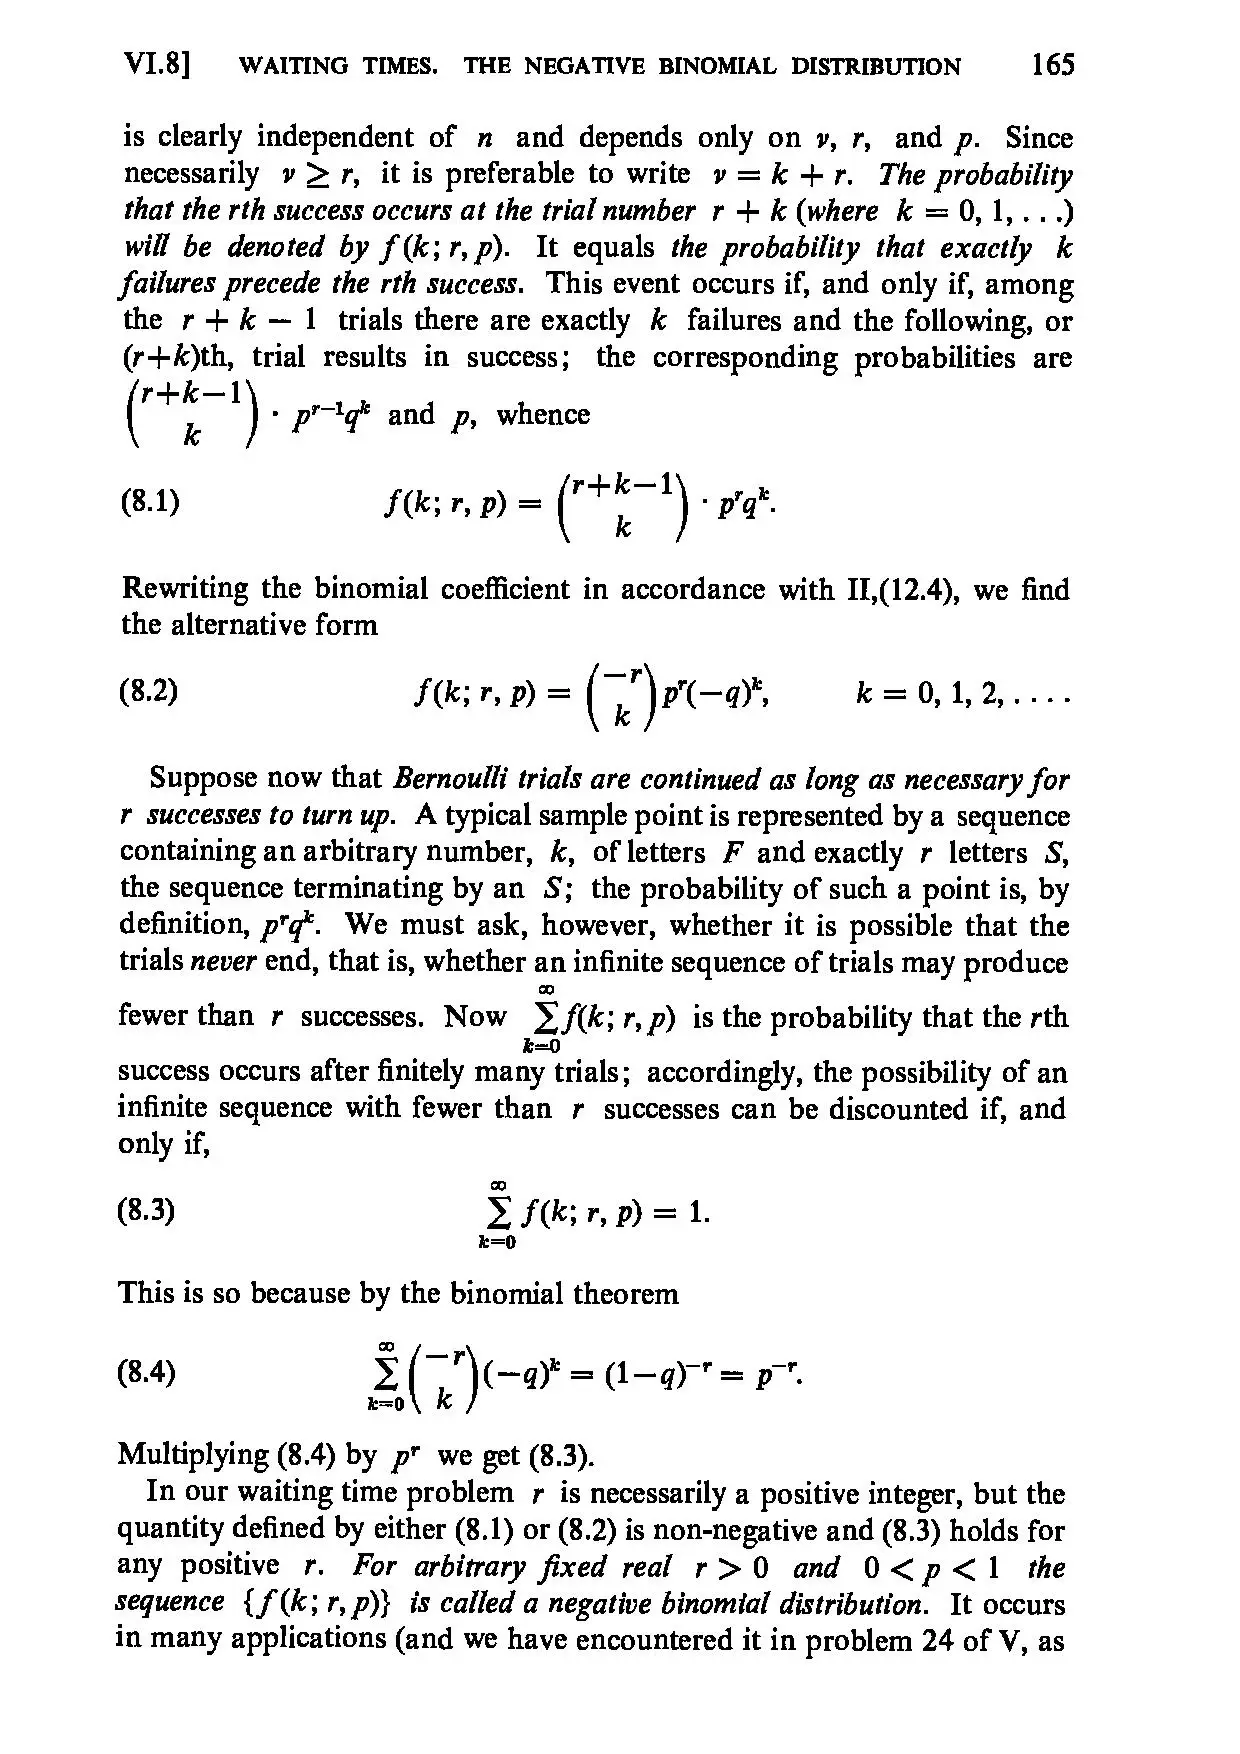 VI.8] WAITING TIMES. THE NEGATIVE BINOMIAL DISTRIBUTION 165
is clearly independent of n and depends only on ν, r, and p. Since
necessarily ν ≥ r, it is preferable to write ν = k + r. The probability
that the rth success occurs at the trial number r + k (where k = 0, 1, . . .)
will be denoted by f(k; r, p). It equals the probability that exactly k
failures precede the rth success. This event occurs if, and only if, among
the r + k − 1 trials there are exactly k failures and the following, or
(r+k)th, trial results in success; the corresponding probabilities are
\binom{r+k−1}{k} · p^{r−1}q^k and p, whence
(8.1) f(k; r, p) = \binom{r+k−1}{k} · p^r q^k.
Rewriting the binomial coefficient in accordance with II,(12.4), we find
the alternative form
(8.2) f(k; r, p) = \binom{−r}{k} p^r(−q)^k, k = 0, 1, 2, . . . .
Suppose now that Bernoulli trials are continued as long as necessary for
r successes to turn up. A typical sample point is represented by a sequence
containing an arbitrary number, k, of letters F and exactly r letters S,
the sequence terminating by an S; the probability of such a point is, by
definition, p^r q^k. We must ask, however, whether it is possible that the
trials never end, that is, whether an infinite sequence of trials may produce
fewer than r successes. Now \sum_{k=0}^{∞} f(k; r, p) is the probability that the rth
success occurs after finitely many trials; accordingly, the possibility of an
infinite sequence with fewer than r successes can be discounted if, and
only if,
(8.3) \sum_{k=0}^{∞} f(k; r, p) = 1.
This is so because by the binomial theorem
(8.4) \sum_{k=0}^{∞} \binom{−r}{k} (−q)^k = (1−q)^{−r} = p^{−r}.
Multiplying (8.4) by p^r we get (8.3).
In our waiting time problem r is necessarily a positive integer, but the
quantity defined by either (8.1) or (8.2) is non-negative and (8.3) holds for
any positive r. For arbitrary fixed real r > 0 and 0 < p < 1 the
sequence {f(k; r, p)} is called a negative binomial distribution. It occurs
in many applications (and we have encountered it in problem 24 of V, as